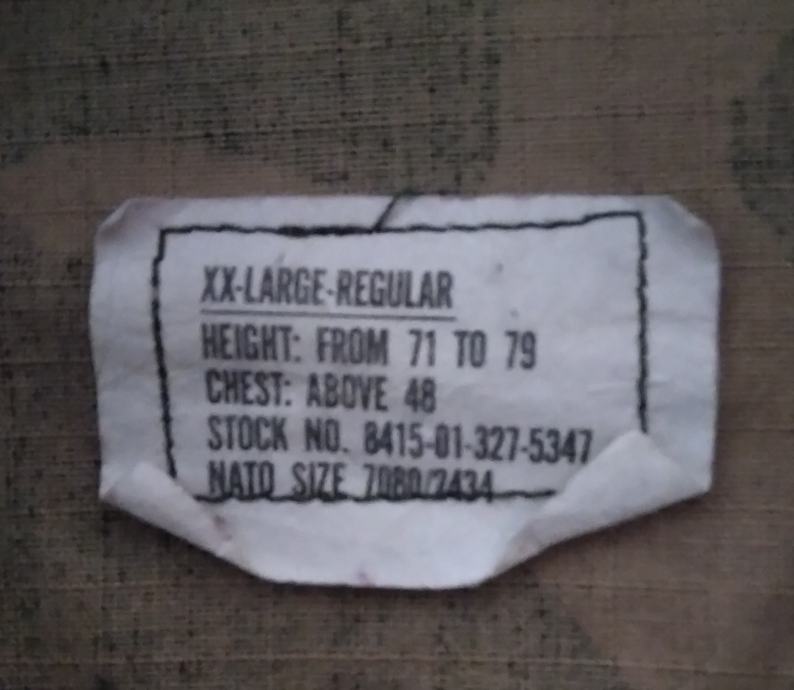 XX-LARGE-REGULAR
HEIGHT: FROM 71 TO 79
CHEST: ABOVE 48
STOCK NO. 8415-01-327-5347
NATO SIZE 7080/2434